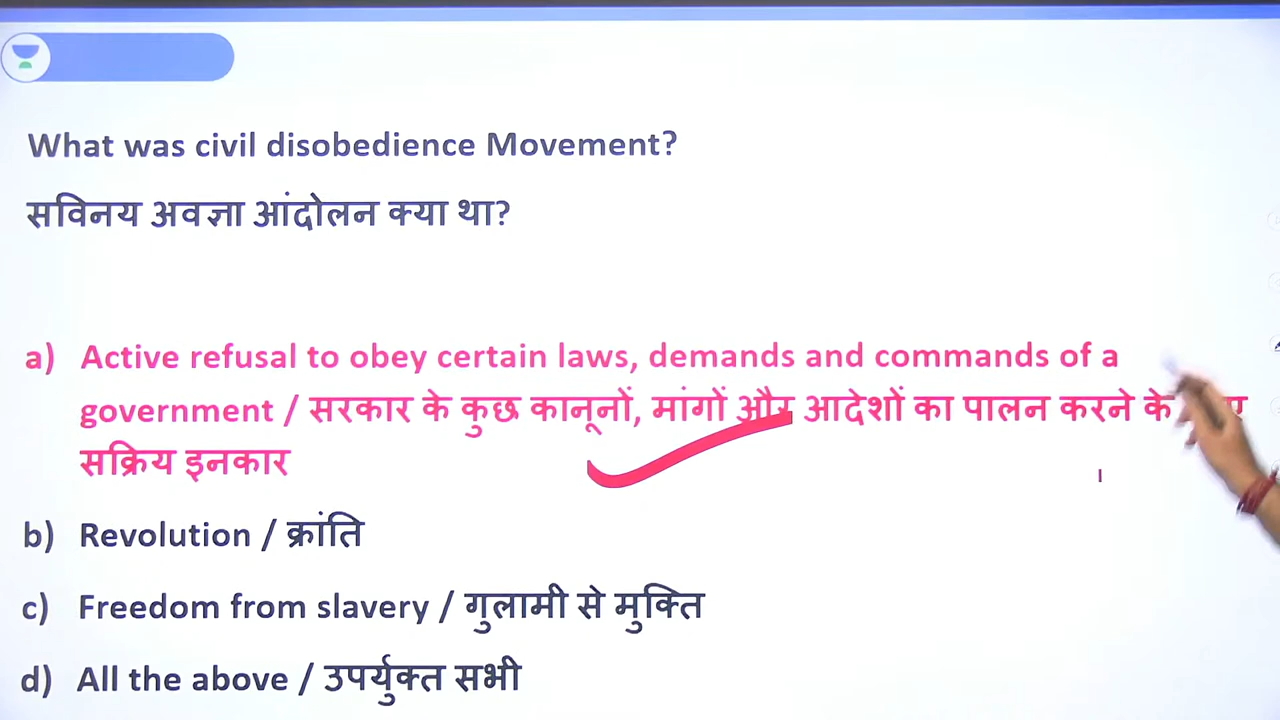 What was civil disobedience Movement?
सविनय अवज्ञा आंदोलन क्या था?
a) Active refusal to obey certain laws, demands and commands of a
government / सरकार के कुछ कानूनों, मांगों और आदेशों का पालन करने के
सक्रिय इनकार
b) Revolution / क्रांति
c) Freedom from slavery / गुलामी से मुक्ति
d) All the above / उपर्युक्त सभी